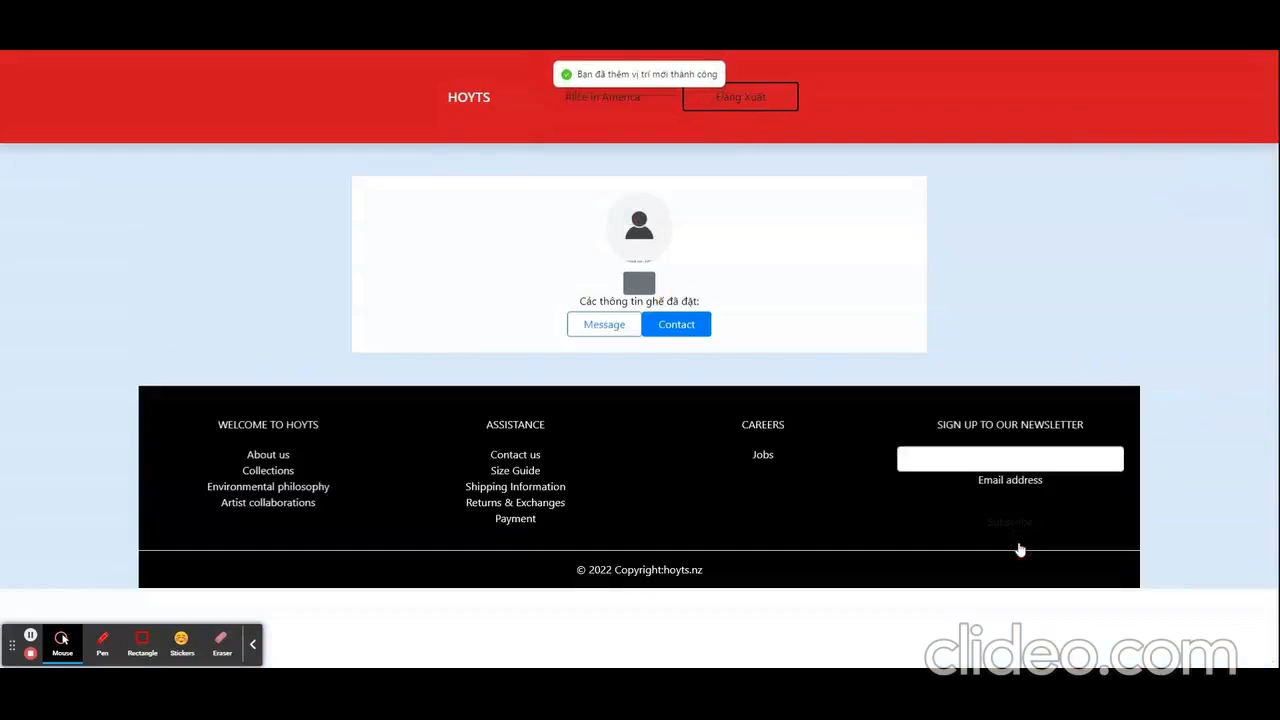 Bạn đã thêm vị trí mới thành công
HOYTS
Alice in America
Đăng Xuất
Các thông tin ghế đã đặt:
Message
Contact
WELCOME TO HOYTS
About us
Collections
Environmental philosophy
Artist collaborations
ASSISTANCE
Contact us
Size Guide
Shipping Information
Returns & Exchanges
Payment
CAREERS
Jobs
SIGN UP TO OUR NEWSLETTER
Email address
Subscribe
© 2022 Copyright:hoyts.nz
Mouse
Pen
Rectangle
Stickers
Eraser
clideo.com